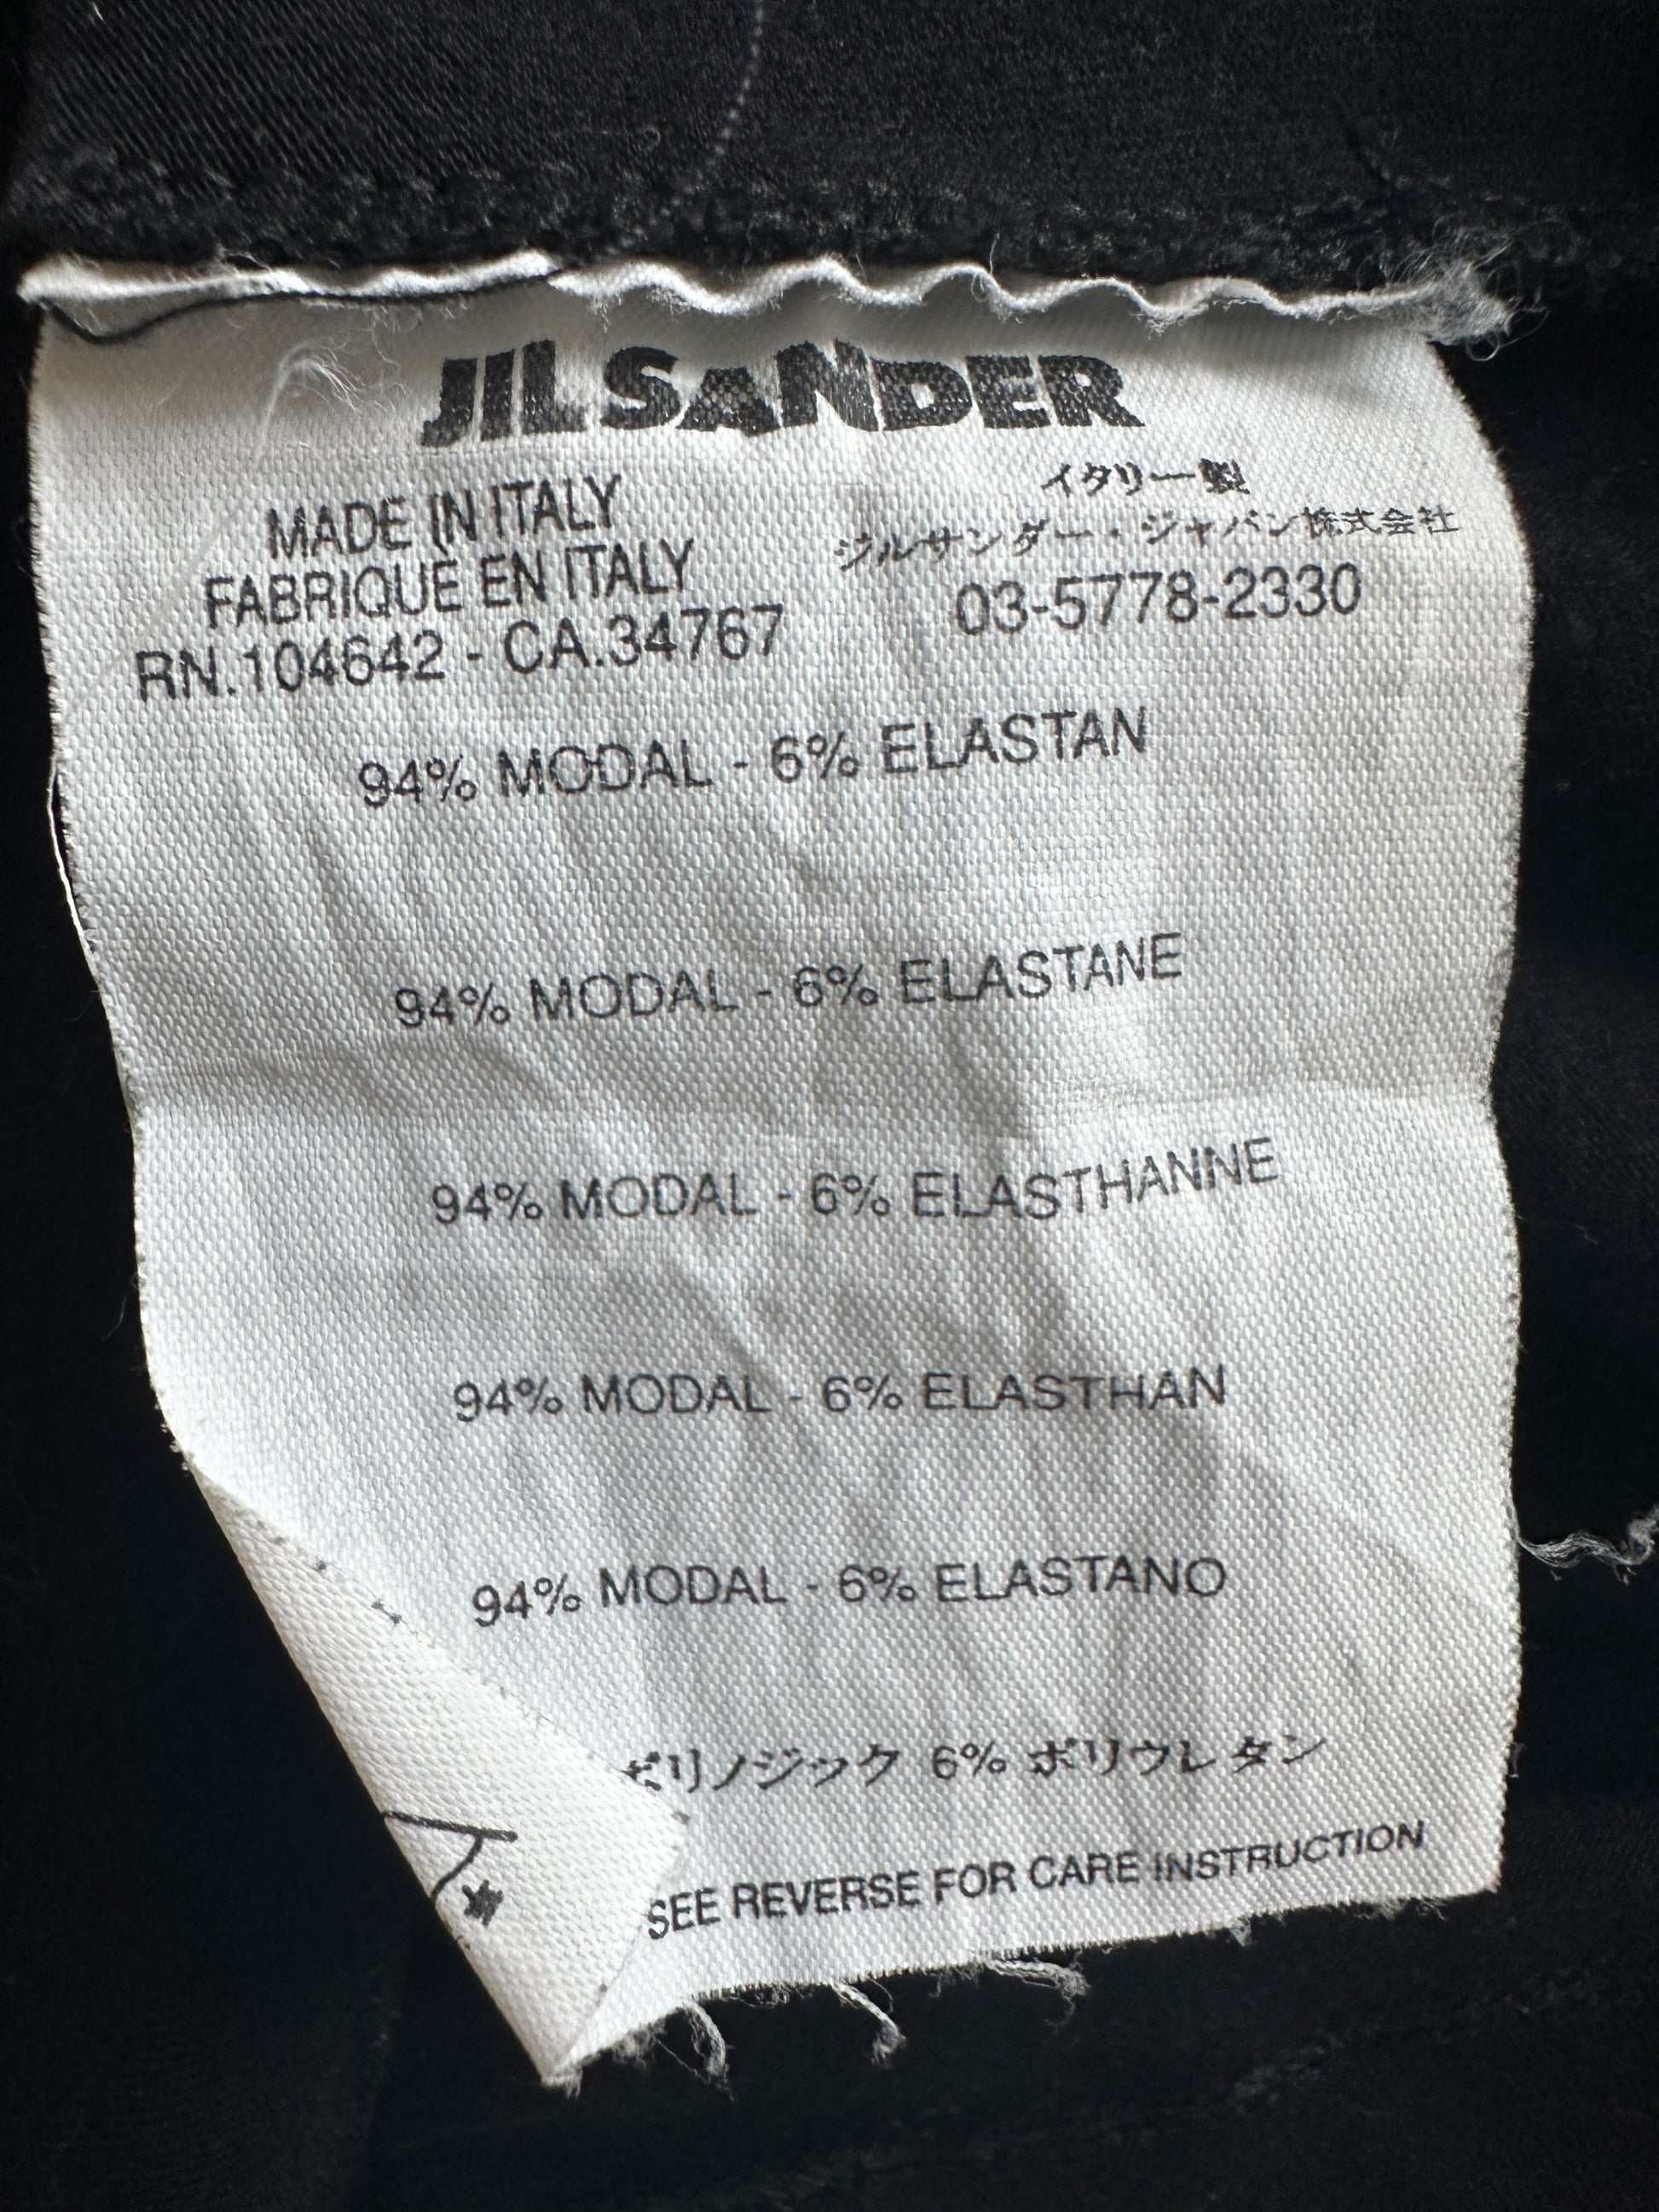 JIL SANDER
MADE IN ITALY
FABRIQUE EN ITALY
RN.104642 - CA.34767
イタリー製
ジルサンダー・ジャパン株式会社
03-5778-2330
94% MODAL - 6% ELASTAN
94% MODAL - 6% ELASTANE
94% MODAL - 6% ELASTHANNE
94% MODAL - 6% ELASTHAN
94% MODAL - 6% ELASTANO
ポリノジック 6% ポリウレタン
SEE REVERSE FOR CARE INSTRUCTION